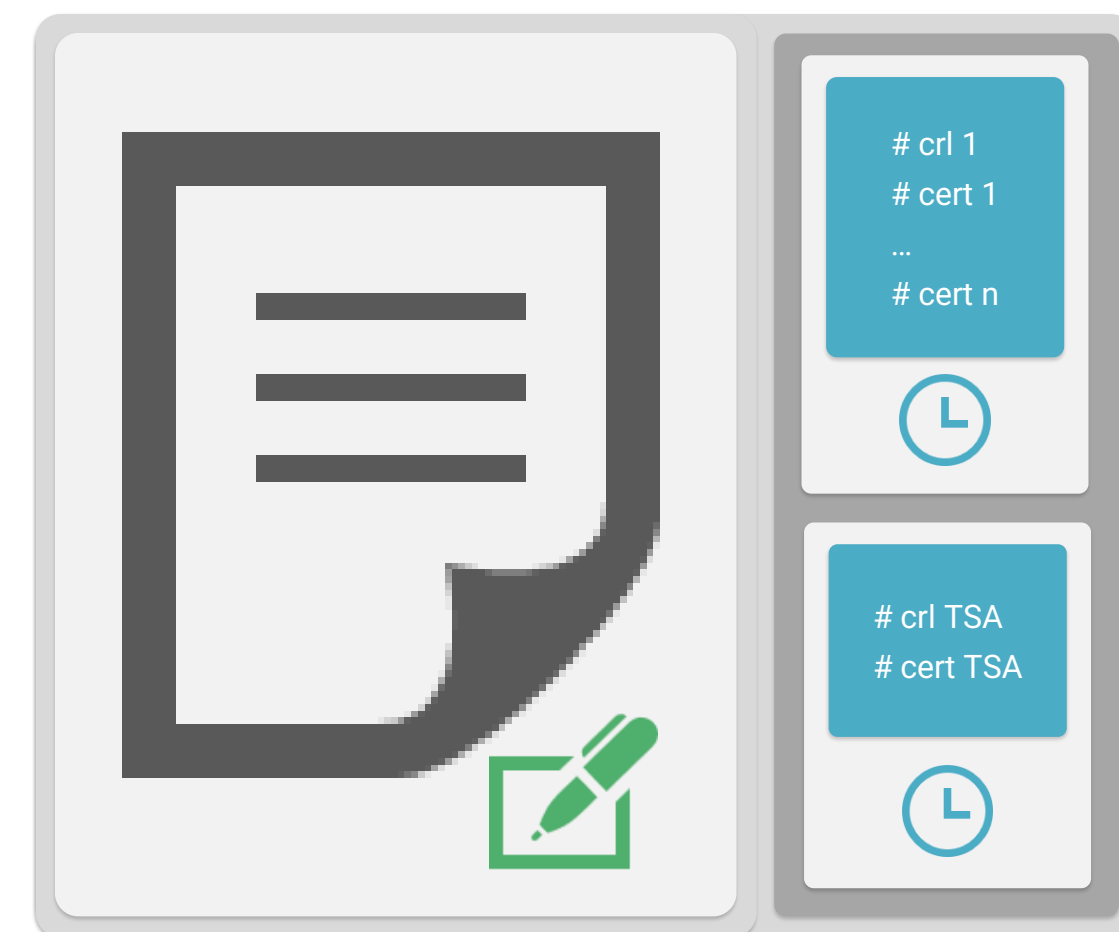 # crl 1
# cert 1
…
# cert n
# crl TSA
# cert TSA